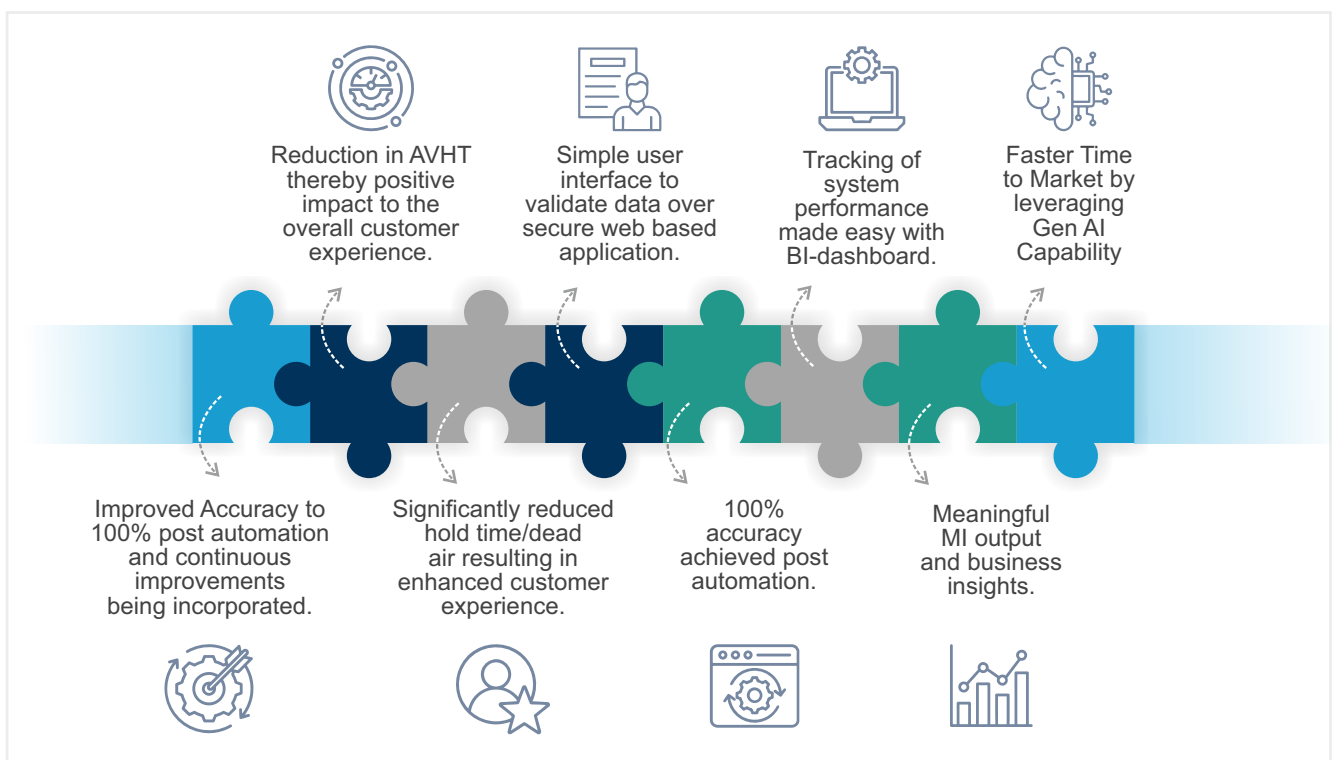 Reduction in AVHT
thereby positive
impact to the
overall customer
experience.
Simple user
interface to
validate data over
secure web based
application.
Tracking of
system
performance
made easy with
BI-dashboard.
Faster Time
to Market by
leveraging
Gen AI
Capability
Improved Accuracy to
100% post automation
and continuous
improvements
being incorporated.
Significantly reduced
hold time/dead
air resulting in
enhanced customer
experience.
100%
accuracy
achieved post
automation.
Meaningful
MI output
and business
insights.